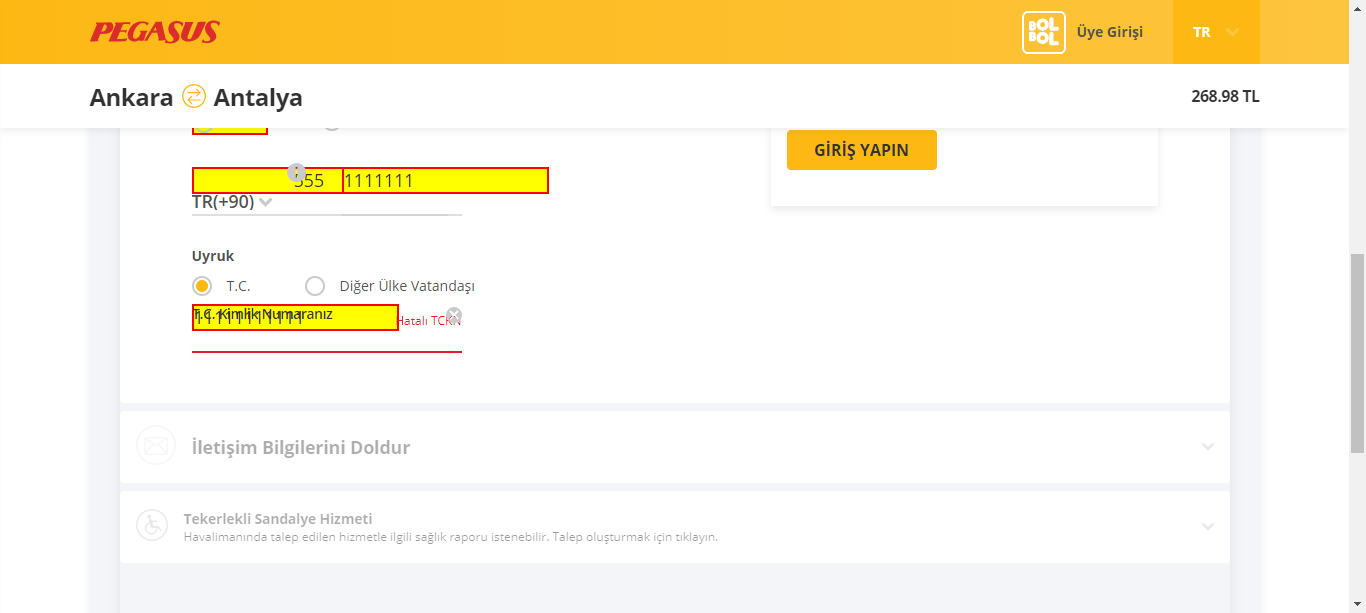 PEGASUS
BOL BOL
Üye Girişi
TR
Ankara Antalya
268.98 TL
GİRİŞ YAPIN
555 1111111
TR(+90)
Uyruk
T.C. Diğer Ülke Vatandaşı
T.C. Kimlik Numaranız
11111111111
Hatalı TCKN
İletişim Bilgilerini Doldur
Tekerlekli Sandalye Hizmeti
Havalimanında talep edilen hizmetle ilgili sağlık raporu istenebilir. Talep oluşturmak için tıklayın.